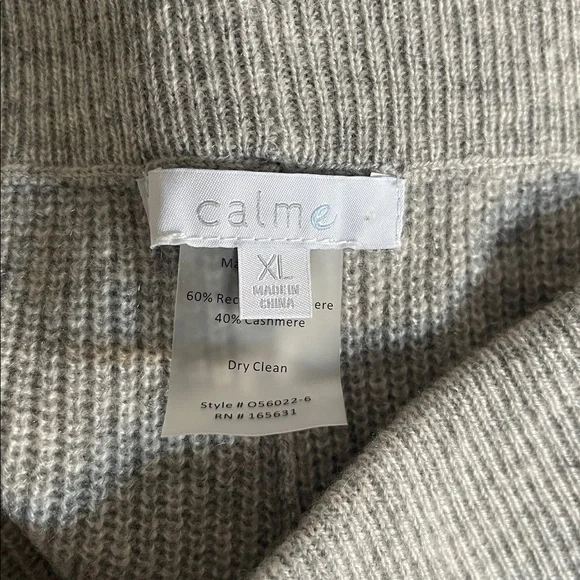 calme
XL
MADE IN
CHINA
60%
40% Cashmere
Dry Clean
Style # O56022-6
RN # 165631